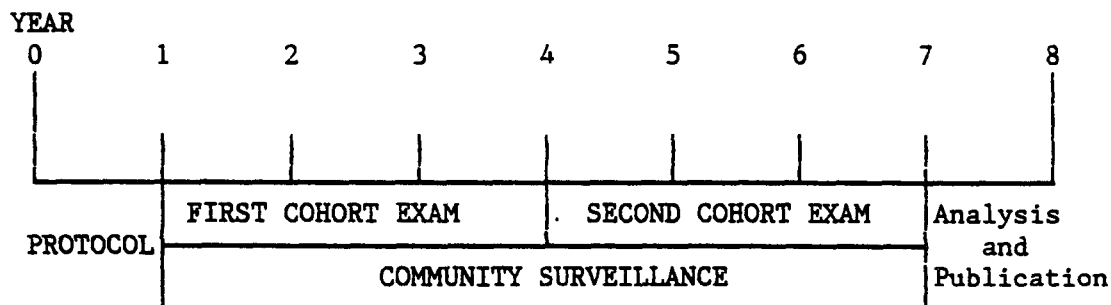 YEAR
0 1 2 3 4 5 6 7 8
FIRST COHORT EXAM SECOND COHORT EXAM Analysis
PROTOCOL and
COMMUNITY SURVEILLANCE Publication